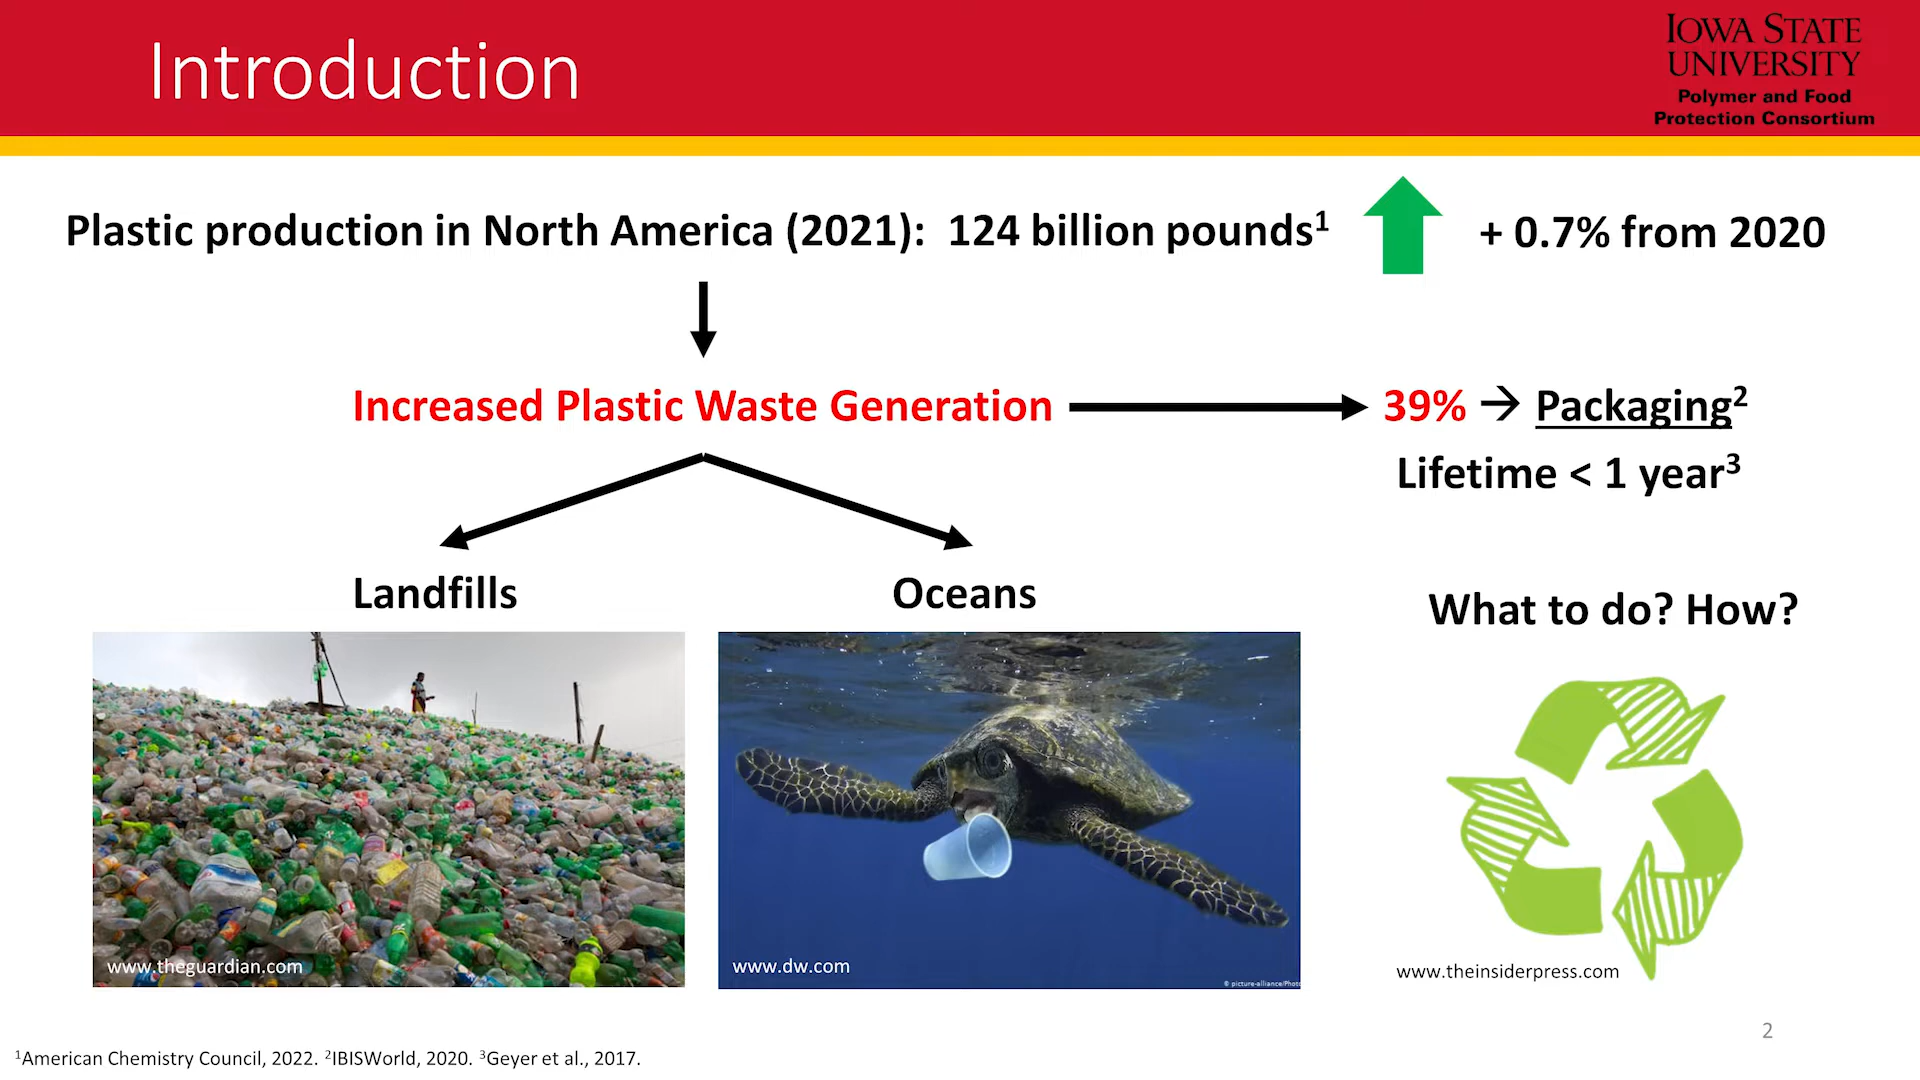 Introduction
IOWA STATE
UNIVERSITY
Polymer and Food
Protection Consortium
Plastic production in North America (2021): 124 billion pounds¹
+ 0.7% from 2020
Increased Plastic Waste Generation
39% → Packaging²
Lifetime < 1 year³
Landfills
Oceans
What to do? How?
www.theguardian.com
www.dw.com
© picture-alliance/Photo
www.theinsiderpress.com
2
¹American Chemistry Council, 2022. ²IBISWorld, 2020. ³Geyer et al., 2017.